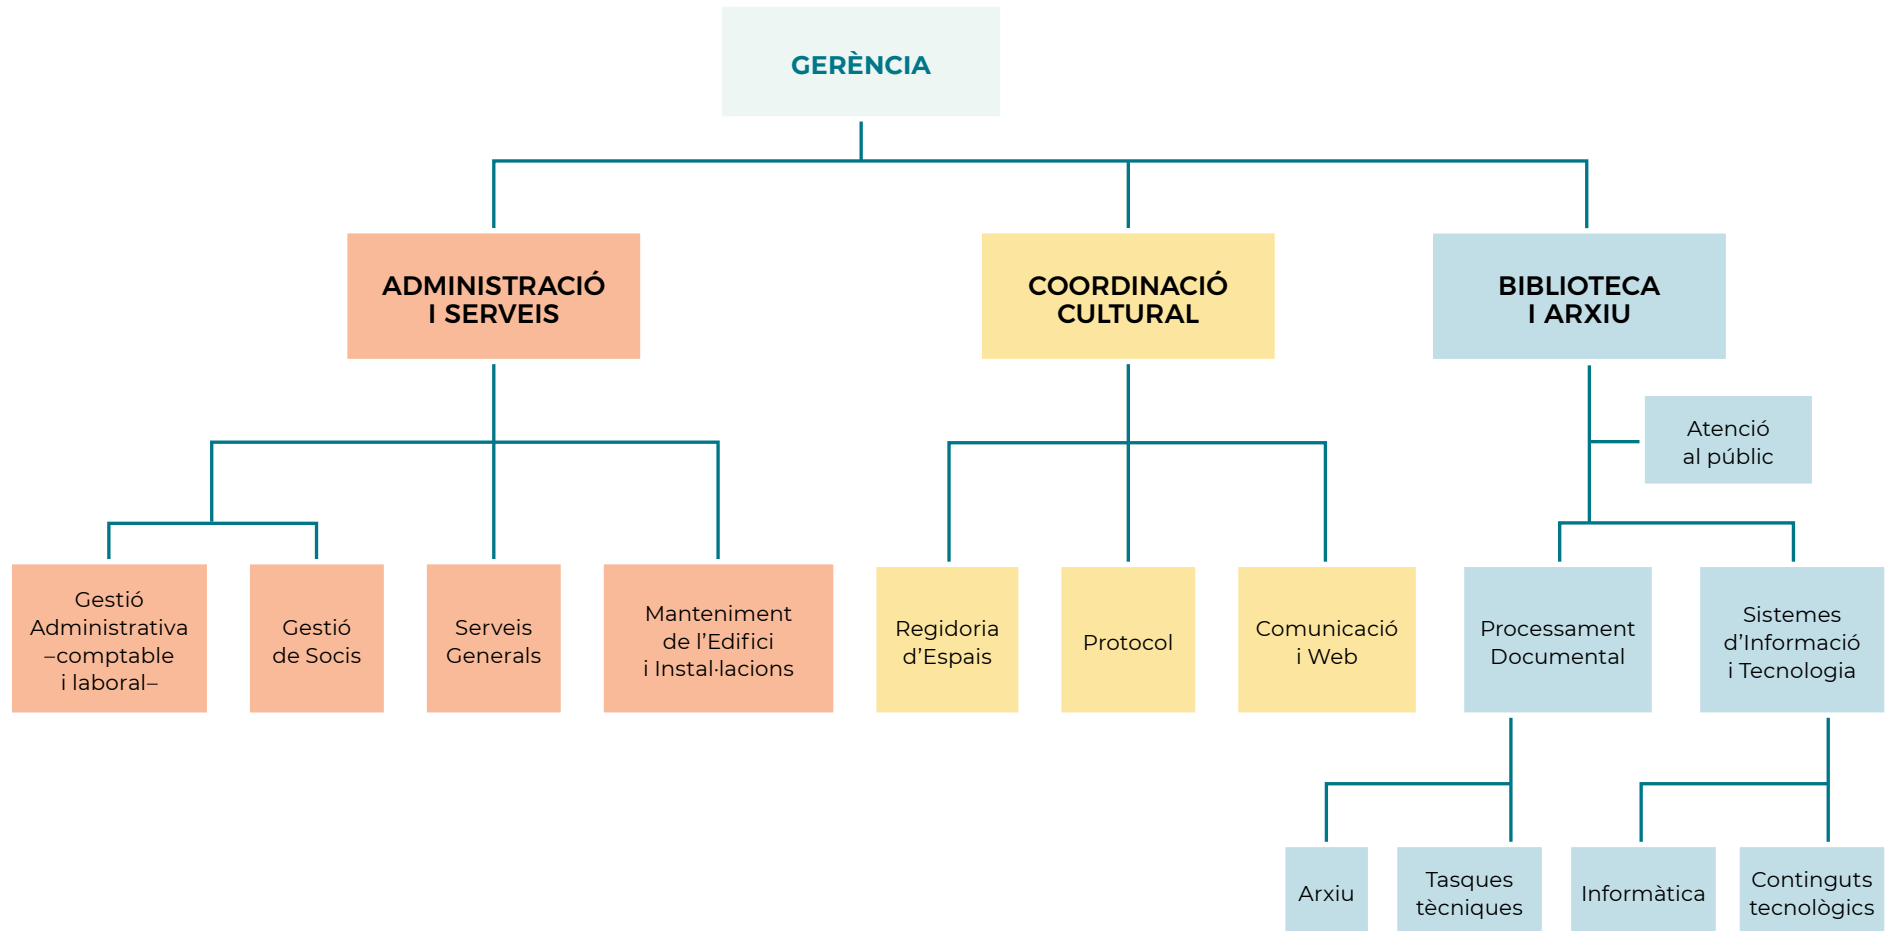 GERÈNCIA
ADMINISTRACIÓ
I SERVEIS
COORDINACIÓ
CULTURAL
BIBLIOTECA
I ARXIU
Atenció
al públic
Gestió
Administrativa
–comptable
i laboral–
Gestió
de Socis
Serveis
Generals
Manteniment
de l’Edifici
i Instal·lacions
Regidoria
d’Espais
Protocol
Comunicació
i Web
Processament
Documental
Sistemes
d’Informació
i Tecnologia
Arxiu
Tasques
tècniques
Informàtica
Continguts
tecnològics